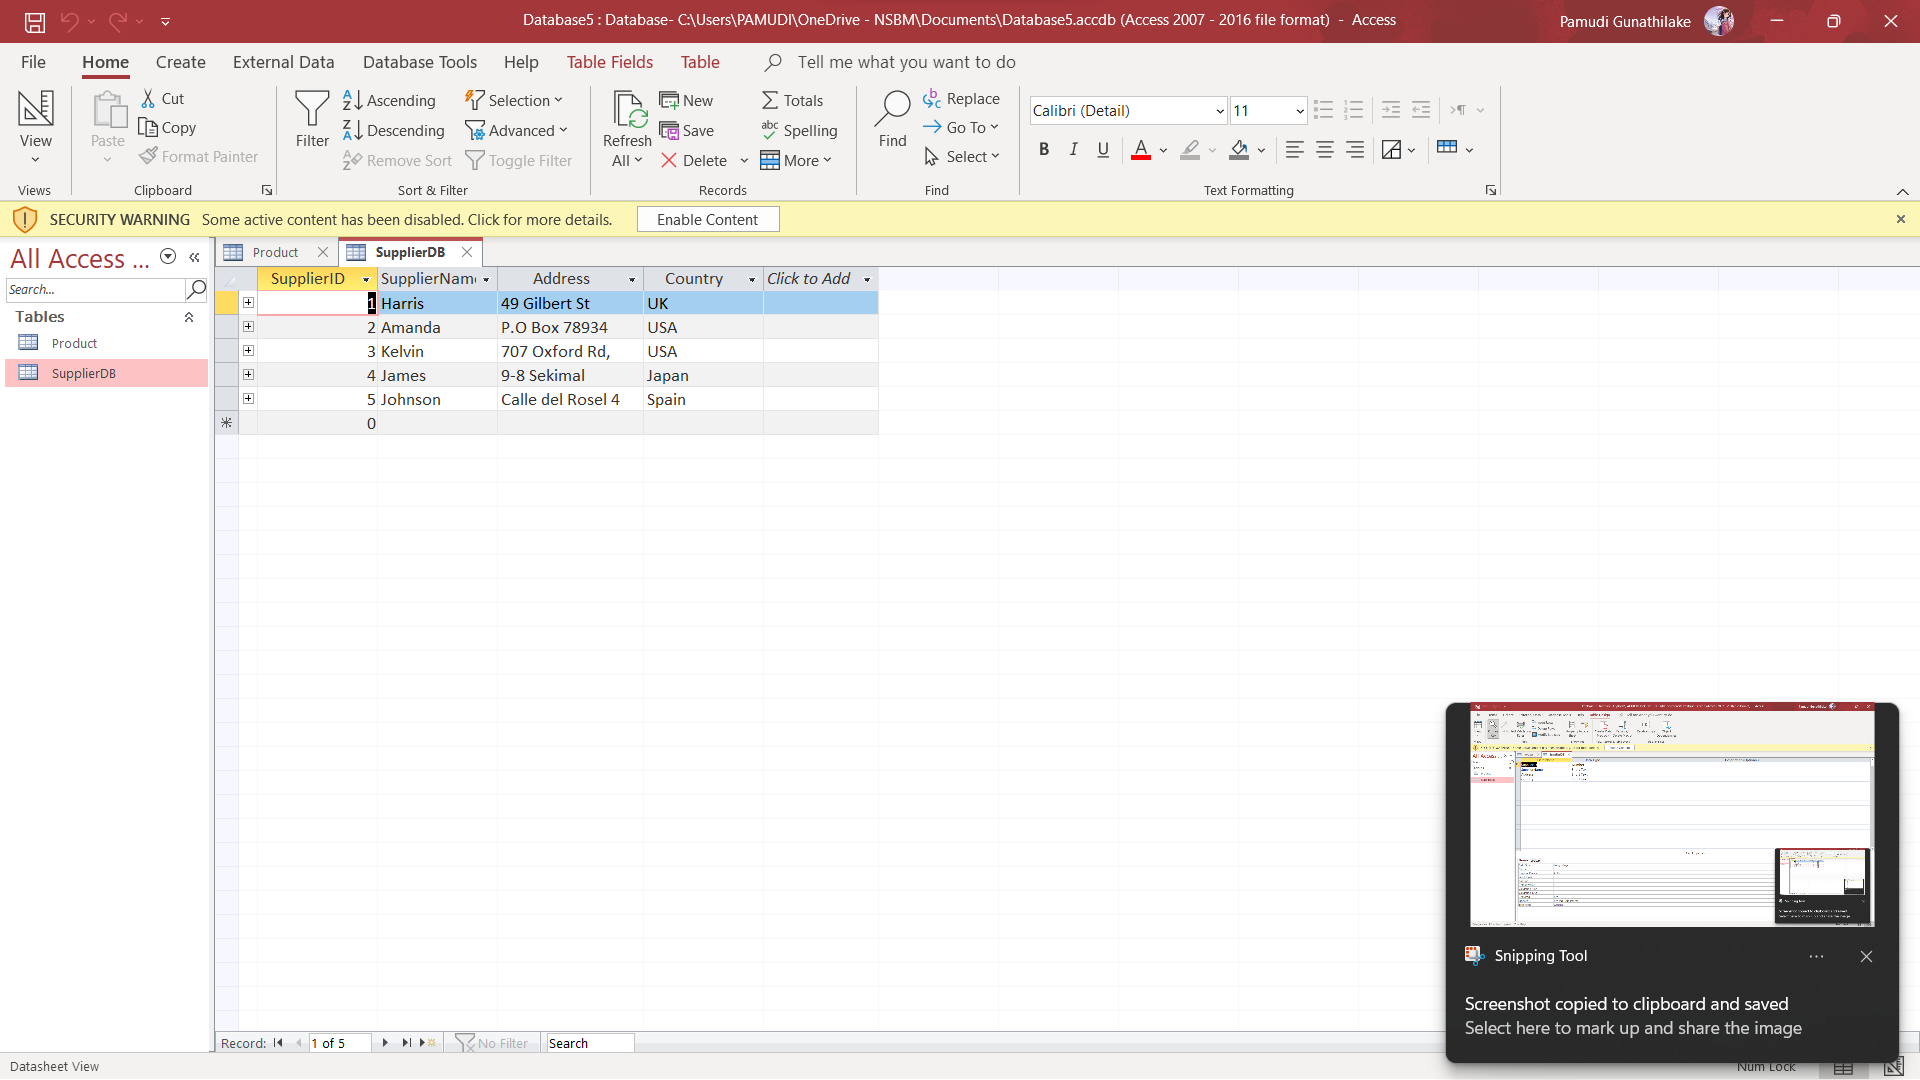 Database5 : Database- C:\Users\PAMUDI\OneDrive - NSBM\Documents\Database5.accdb (Access 2007 - 2016 file format) - Access
Pamudi Gunathilake
File Home Create External Data Database Tools Help Table Fields Table Tell me what you want to do
View
Views
Paste
Cut
Copy
Format Painter
Clipboard
Filter
Ascending
Descending
Remove Sort
Selection
Advanced
Toggle Filter
Sort & Filter
Refresh
All
New
Save
Delete
Totals
Spelling
More
Records
Find
Replace
Go To
Select
Find
Calibri (Detail) 11
B I U A
Text Formatting
SECURITY WARNING Some active content has been disabled. Click for more details. Enable Content
All Access ...
Search...
Tables
Product
SupplierDB
Product SupplierDB
SupplierID SupplierNam Address Country Click to Add
1 Harris 49 Gilbert St UK
2 Amanda P.O Box 78934 USA
3 Kelvin 707 Oxford Rd, USA
4 James 9-8 Sekimal Japan
5 Johnson Calle del Rosel 4 Spain
0
Snipping Tool
Screenshot copied to clipboard and saved
Select here to mark up and share the image
Record: 1 of 5 No Filter Search
Datasheet View
Num Lock